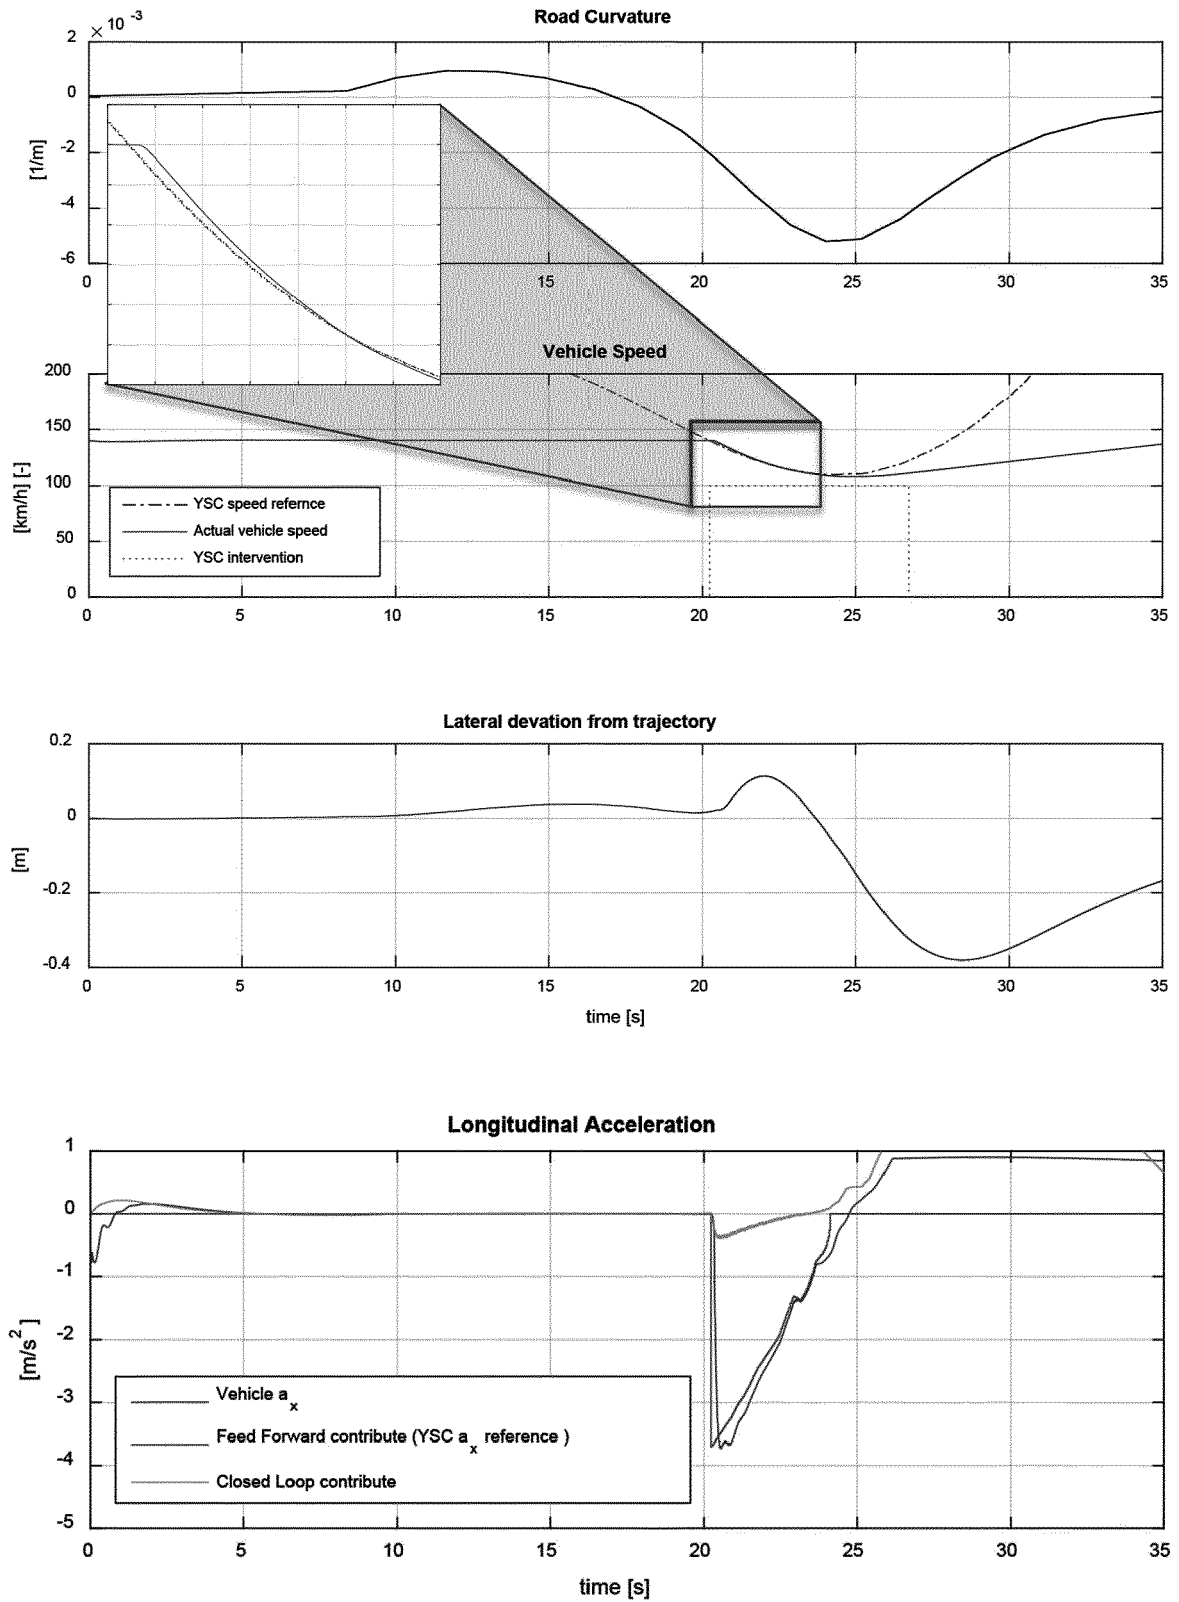 Road Curvature
× 10 -3
2
0
-2
-4
-6
[1/m]
0 15 20 25 30 35
Vehicle Speed
200
150
100
50
0
[km/h] [-]
YSC speed refernce
Actual vehicle speed
YSC intervention
0 5 10 15 20 25 30 35
Lateral devation from trajectory
0.2
0
-0.2
-0.4
[m]
0 5 10 15 20 25 30 35
time [s]
Longitudinal Acceleration
1
0
-1
-2
-3
-4
-5
[m/s2]
Vehicle ax
Feed Forward contribute (YSC ax reference )
Closed Loop contribute
0 5 10 15 20 25 30 35
time [s]